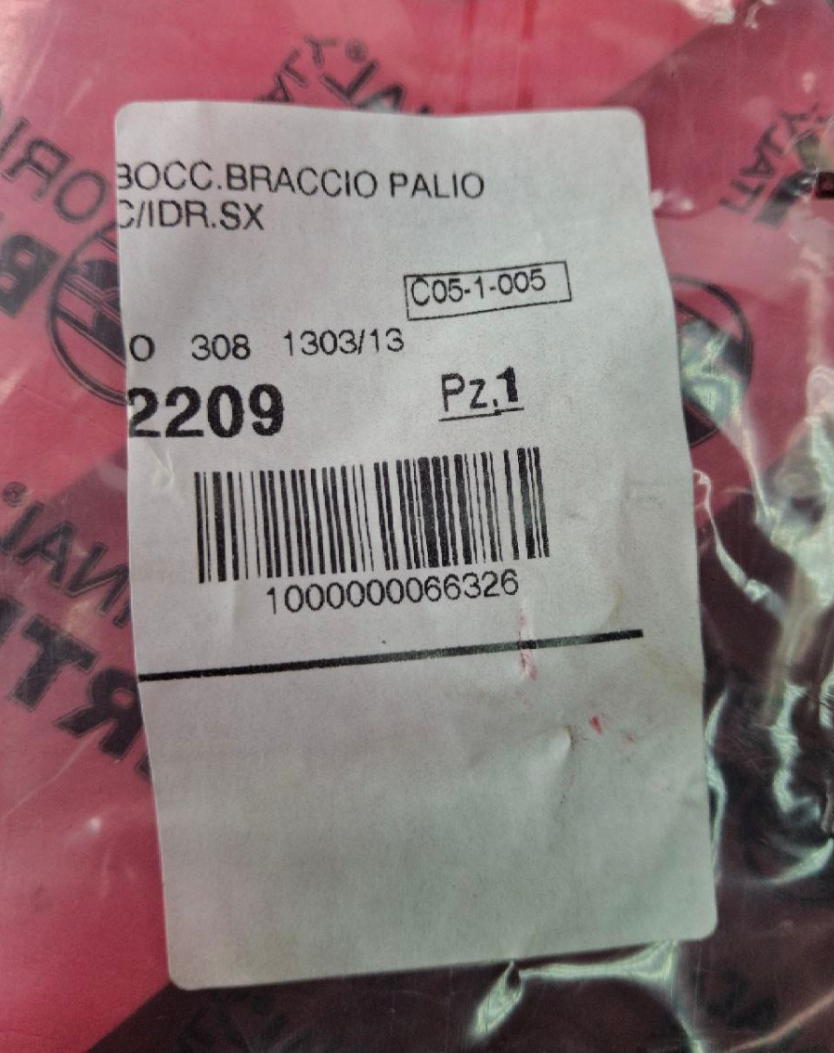 BOCC.BRACCIO PALIO
C/IDR.SX
C05-1-005
O 308 1303/13
2209
Pz.1
1000000066326